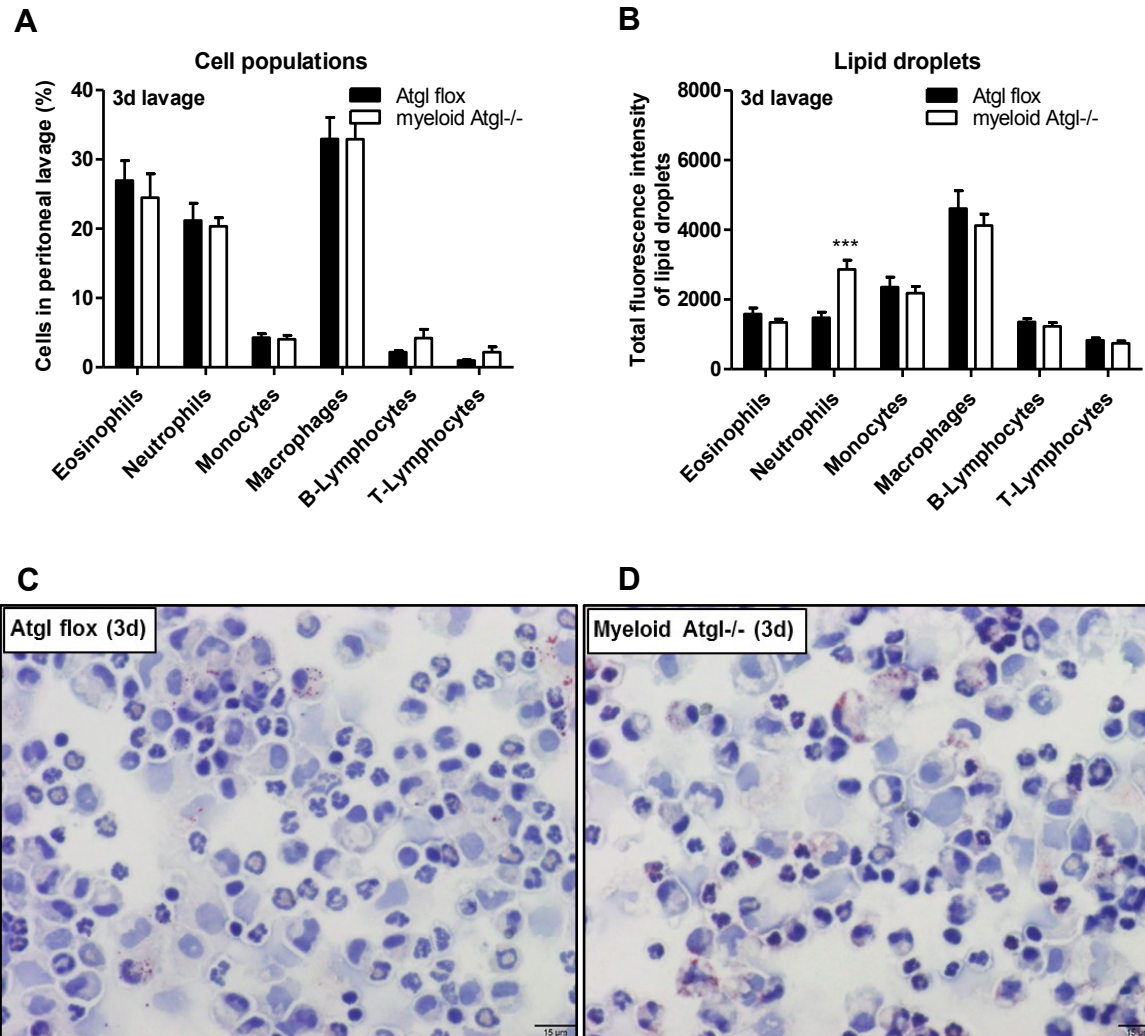 A
Cell populations
Cells in peritoneal lavage (%)
40
30
20
10
0
3d lavage
Atgl flox
myeloid Atgl-/-
Eosinophils
Neutrophils
Monocytes
Macrophages
B-Lymphocytes
T-Lymphocytes
B
Lipid droplets
Total fluorescence intensity
of lipid droplets
8000
6000
4000
2000
0
3d lavage
Atgl flox
myeloid Atgl-/-
***
Eosinophils
Neutrophils
Monocytes
Macrophages
B-Lymphocytes
T-Lymphocytes
C
Atgl flox (3d)
15 µm
D
Myeloid Atgl-/- (3d)